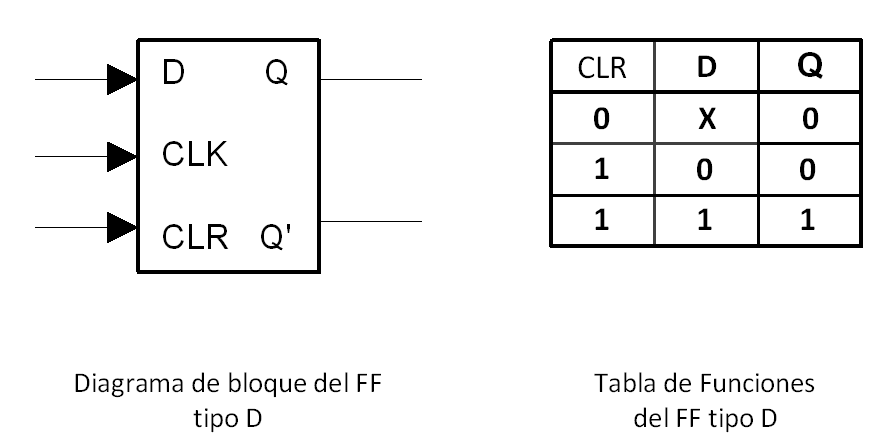 D Q
CLK
CLR Q'
CLR D Q
0 X 0
1 0 0
1 1 1
Diagrama de bloque del FF
tipo D
Tabla de Funciones
del FF tipo D